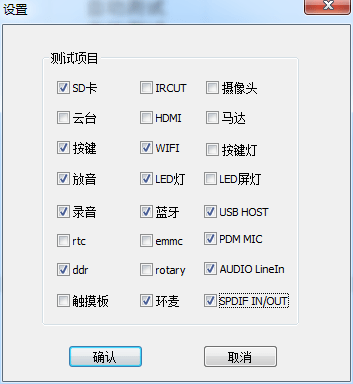 设置
测试项目
SD卡 IRCUT 摄像头
云台 HDMI 马达
按键 WIFI 按键灯
放音 LED灯 LED屏灯
录音 蓝牙 USB HOST
rtc emmc PDM MIC
ddr rotary AUDIO LineIn
触摸板 环麦 SPDIF IN/OUT
确认 取消